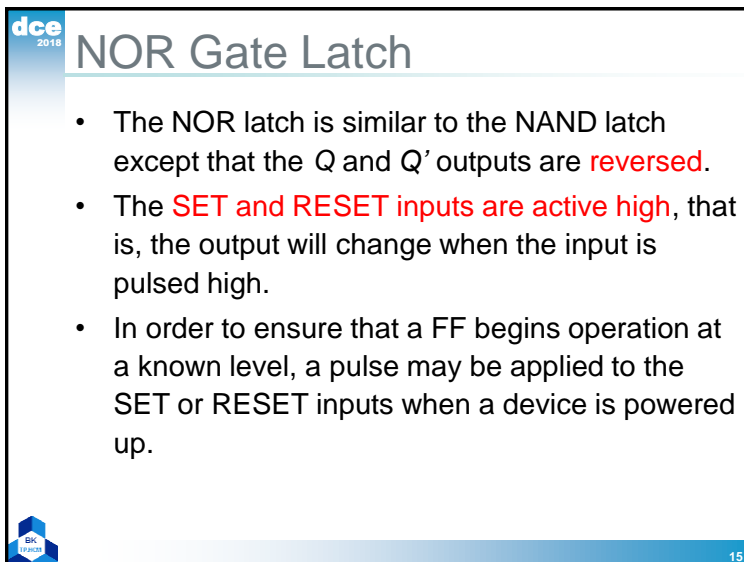 dce
2018
NOR Gate Latch
• The NOR latch is similar to the NAND latch
except that the Q and Q’ outputs are reversed.
• The SET and RESET inputs are active high, that
is, the output will change when the input is
pulsed high.
• In order to ensure that a FF begins operation at
a known level, a pulse may be applied to the
SET or RESET inputs when a device is powered
up.
BK
TP.HCM
15